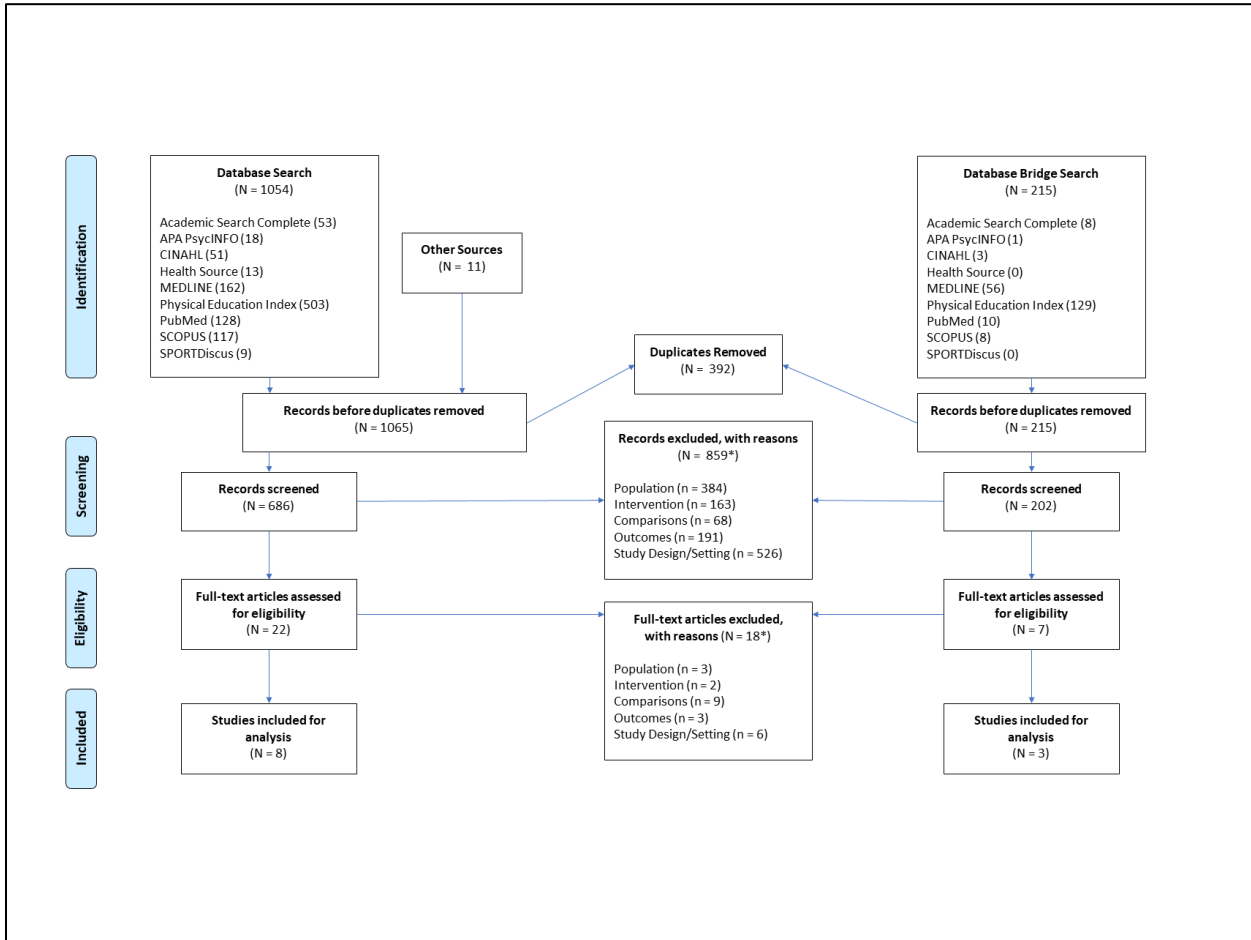 Identification
Database Search
(N = 1054)
Academic Search Complete (53)
APA PsycINFO (18)
CINAHL (51)
Health Source (13)
MEDLINE (162)
Physical Education Index (503)
PubMed (128)
SCOPUS (117)
SPORTDiscus (9)
Other Sources
(N = 11)
Database Bridge Search
(N = 215)
Academic Search Complete (8)
APA PsycINFO (1)
CINAHL (3)
Health Source (0)
MEDLINE (56)
Physical Education Index (129)
PubMed (10)
SCOPUS (8)
SPORTDiscus (0)
Duplicates Removed
(N = 392)
Records before duplicates removed
(N = 1065)
Records before duplicates removed
(N = 215)
Screening
Records screened
(N = 686)
Records excluded, with reasons
(N = 859*)
Population (n = 384)
Intervention (n = 163)
Comparisons (n = 68)
Outcomes (n = 191)
Study Design/Setting (n = 526)
Records screened
(N = 202)
Eligibility
Full-text articles assessed
for eligibility
(N = 22)
Full-text articles excluded,
with reasons (N = 18*)
Population (n = 3)
Intervention (n = 2)
Comparisons (n = 9)
Outcomes (n = 3)
Study Design/Setting (n = 6)
Full-text articles assessed
for eligibility
(N = 7)
Included
Studies included for
analysis
(N = 8)
Studies included for
analysis
(N = 3)